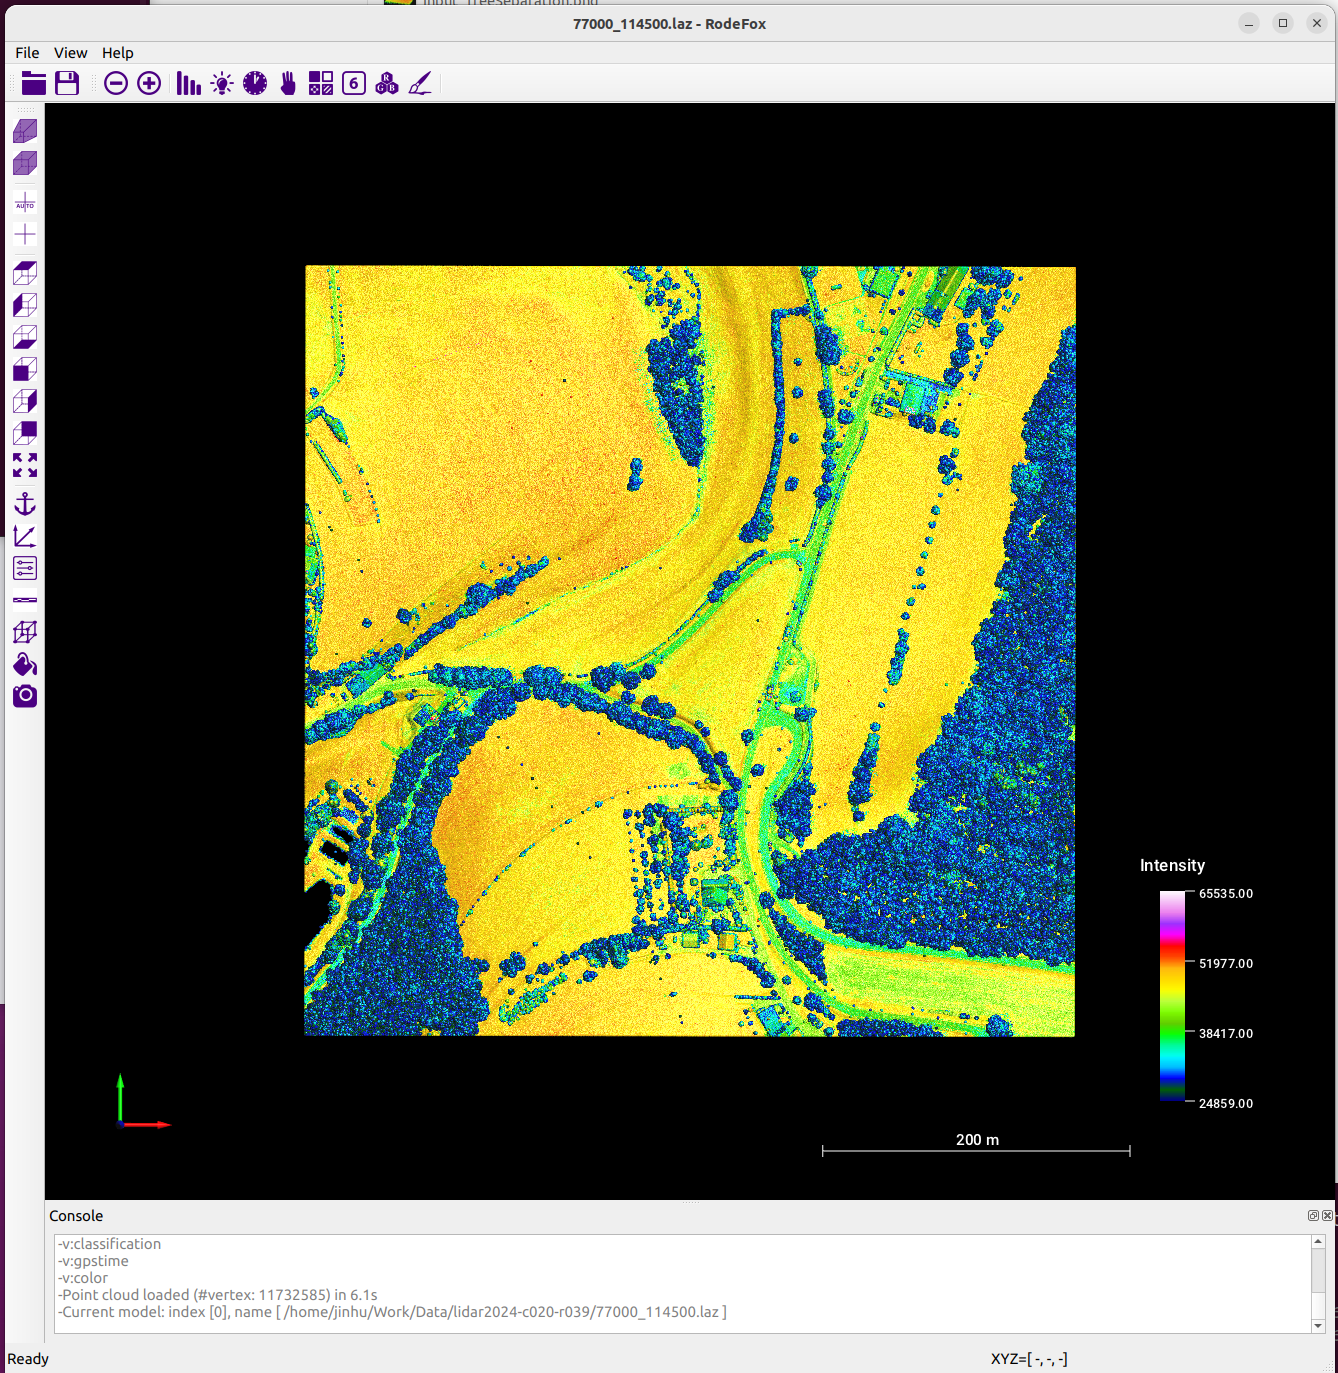 77000_114500.laz - RodeFox
File View Help
6
R
G B
AUTO
Intensity
65535.00
51977.00
38417.00
24859.00
200 m
Console
-v:classification
-v:gpstime
-v:color
-Point cloud loaded (#vertex: 11732585) in 6.1s
-Current model: index [0], name [ /home/jinhu/Work/Data/lidar2024-c020-r039/77000_114500.laz ]
Ready
XYZ=[ -, -, -]